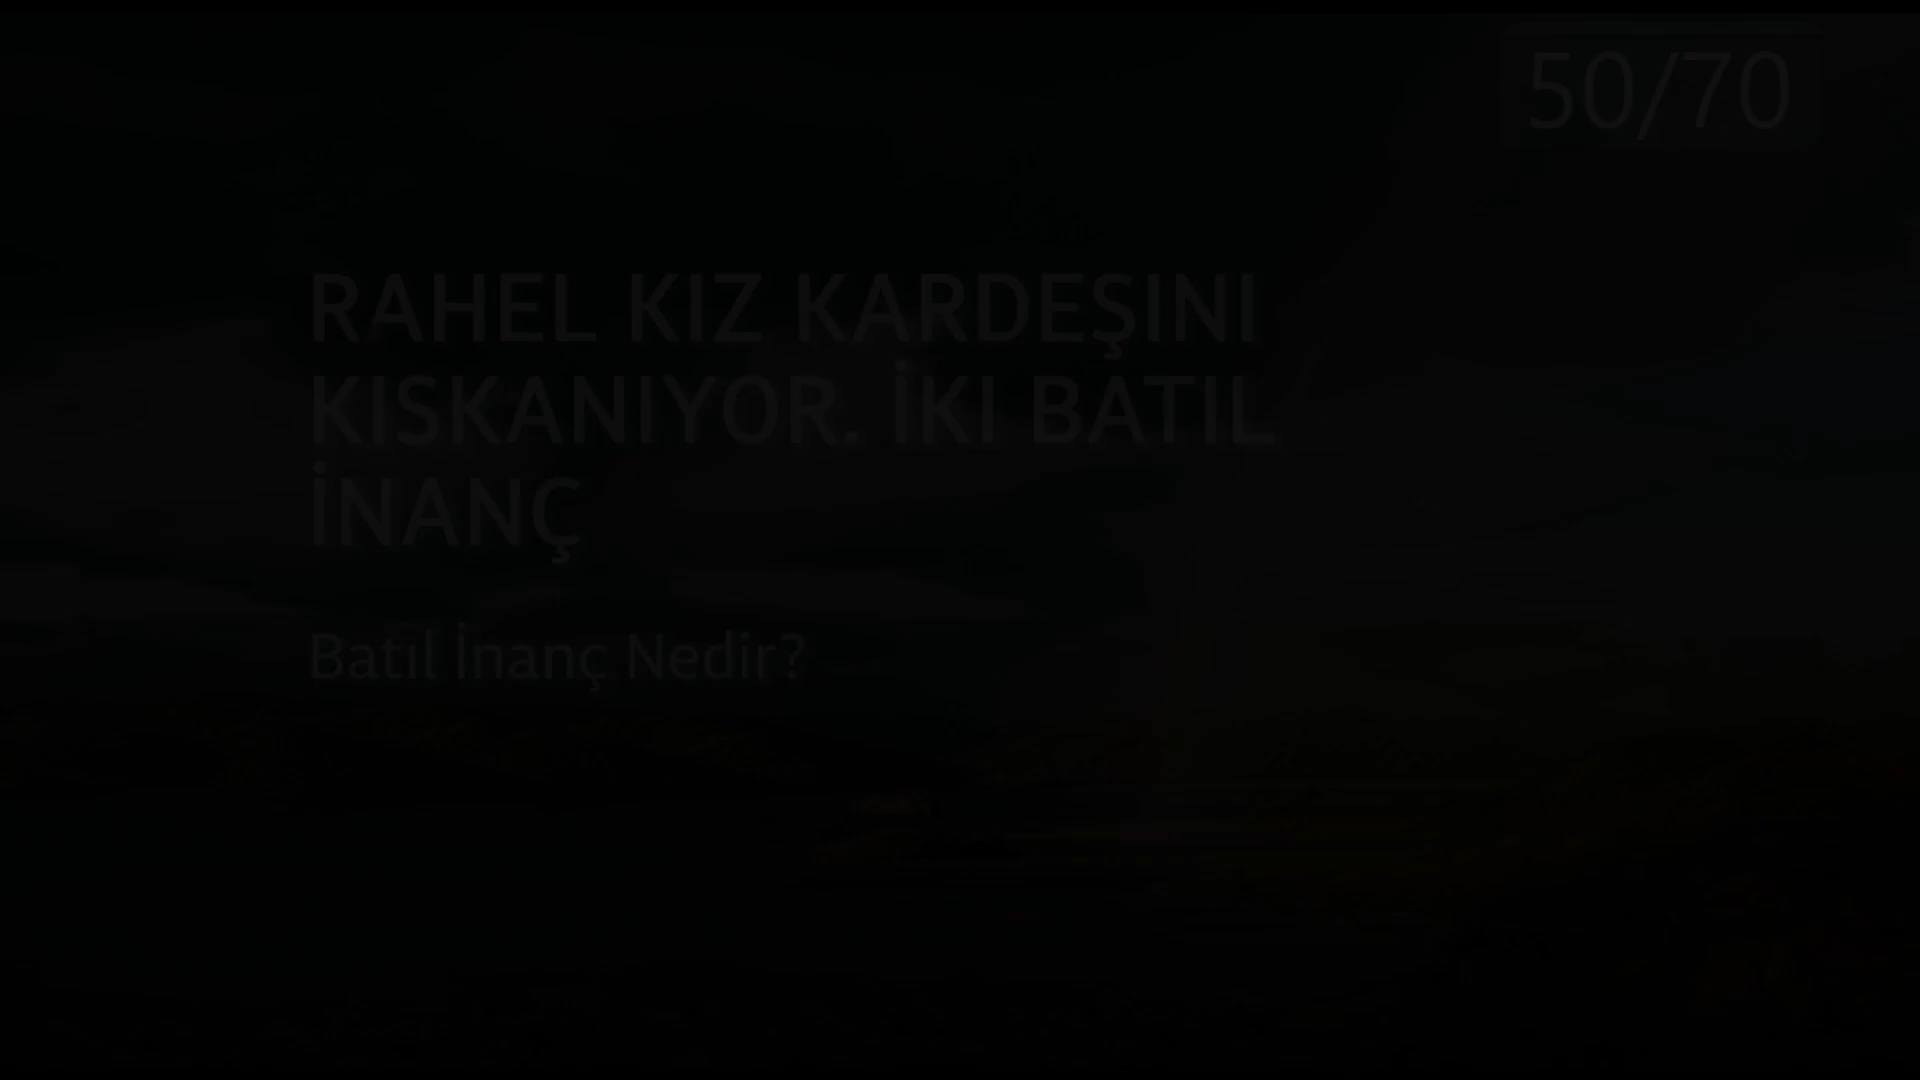 50/70
RAHEL KIZ KARDEŞINI
KISKANIYOR. İKI BATIL
İNANÇ
Batıl İnanç Nedir?